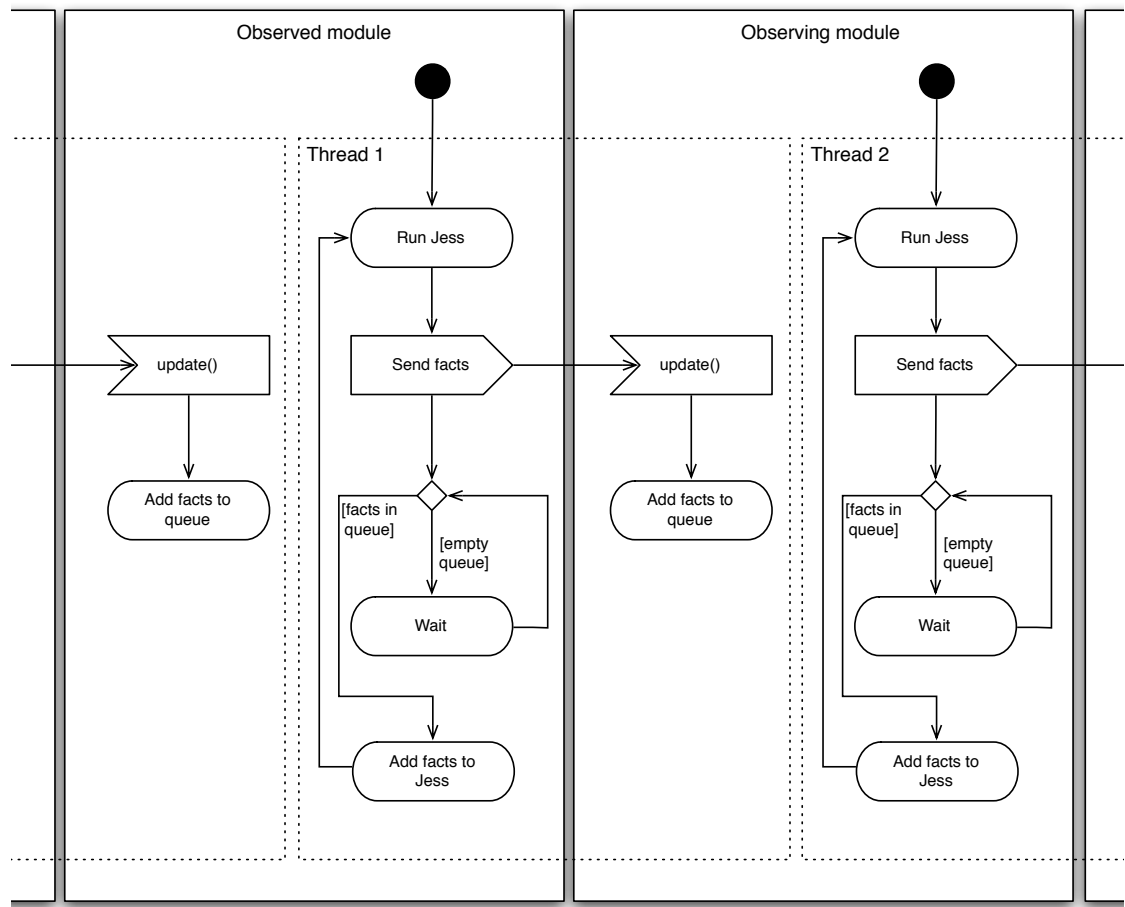 Observed module
Observing module
Thread 1
Thread 2
Run Jess
Run Jess
update()
Send facts
update()
Send facts
Add facts to
queue
[facts in
queue]
[empty
queue]
Add facts to
queue
[facts in
queue]
[empty
queue]
Wait
Wait
Add facts to
Jess
Add facts to
Jess